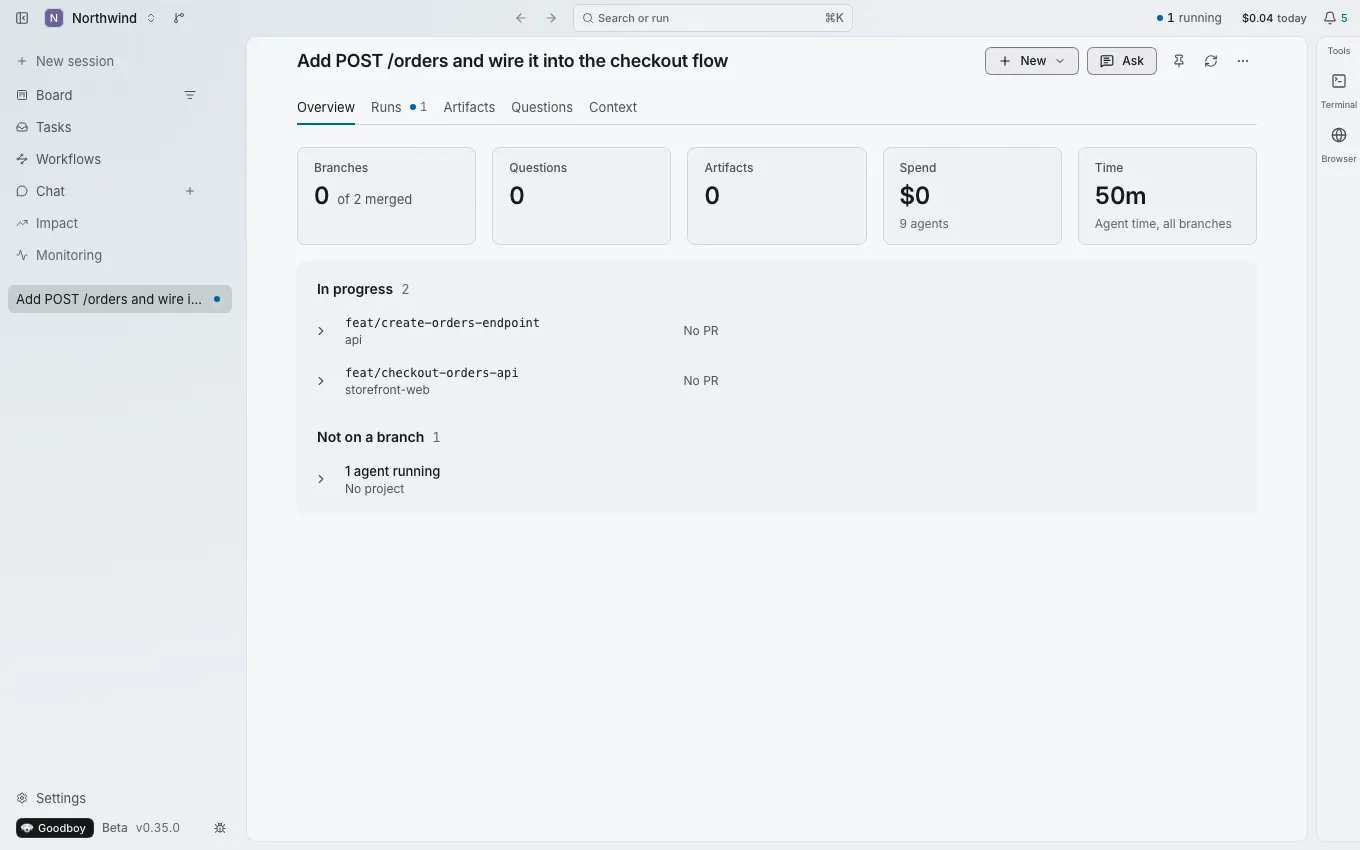 N Northwind
Search or run ⌘K
1 running $0.04 today 5
New session
Board
Tasks
Workflows
Chat
Impact
Monitoring
Add POST /orders and wire i...
Settings
Goodboy Beta v0.35.0
Add POST /orders and wire it into the checkout flow
New Ask
Overview Runs 1 Artifacts Questions Context
Branches
0 of 2 merged
Questions
0
Artifacts
0
Spend
$0
9 agents
Time
50m
Agent time, all branches
In progress 2
feat/create-orders-endpoint
api
No PR
feat/checkout-orders-api
storefront-web
No PR
Not on a branch 1
1 agent running
No project
Tools
Terminal
Browser